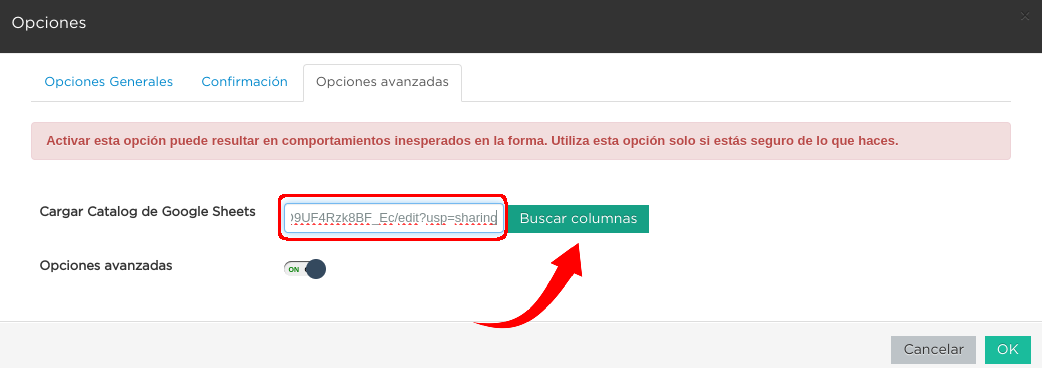 Opciones
Opciones Generales Confirmación Opciones avanzadas
Activar esta opción puede resultar en comportamientos inesperados en la forma. Utiliza esta opción solo si estás seguro de lo que haces.
Cargar Catalog de Google Sheets 9UF4Rzk8BF_Ec/edit?usp=sharing Buscar columnas
Opciones avanzadas ON
Cancelar OK